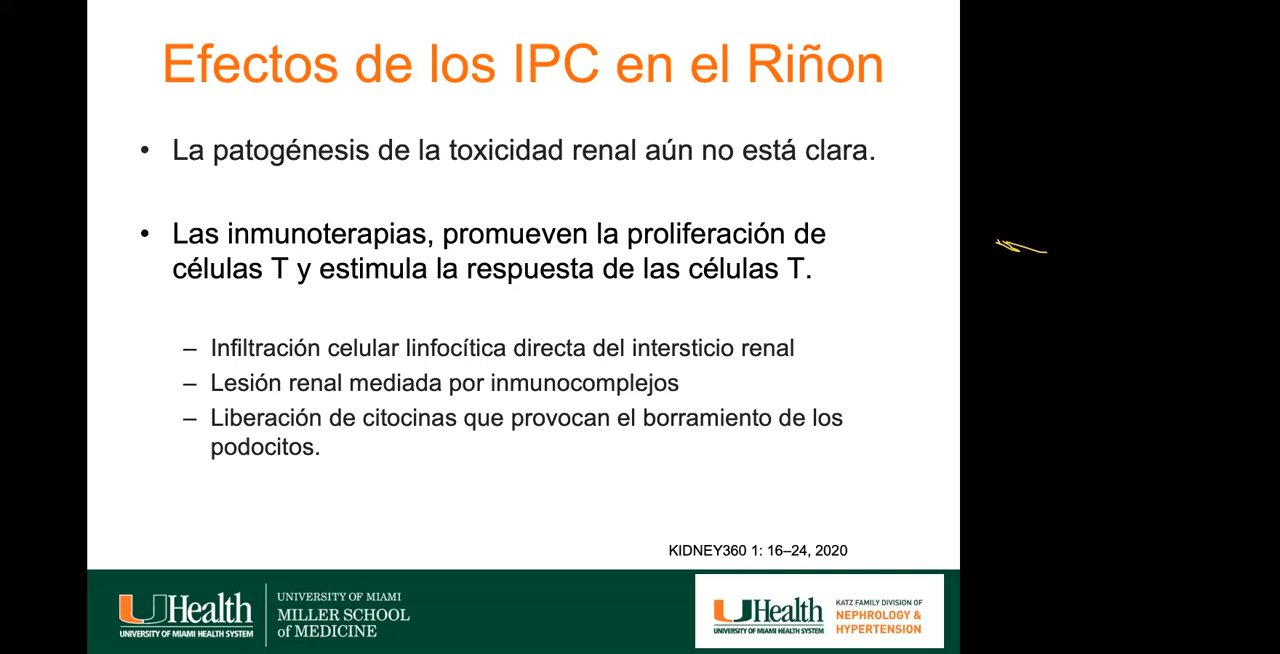 Efectos de los IPC en el Riñon
• La patogénesis de la toxicidad renal aún no está clara.
• Las inmunoterapias, promueven la proliferación de
células T y estimula la respuesta de las células T.
– Infiltración celular linfocítica directa del intersticio renal
– Lesión renal mediada por inmunocomplejos
– Liberación de citocinas que provocan el borramiento de los
podocitos.
KIDNEY360 1: 16–24, 2020
UHealth
UNIVERSITY OF MIAMI HEALTH SYSTEM
UNIVERSITY OF MIAMI
MILLER SCHOOL
of MEDICINE
UHealth
UNIVERSITY OF MIAMI HEALTH SYSTEM
KATZ FAMILY DIVISION OF
NEPHROLOGY &
HYPERTENSION